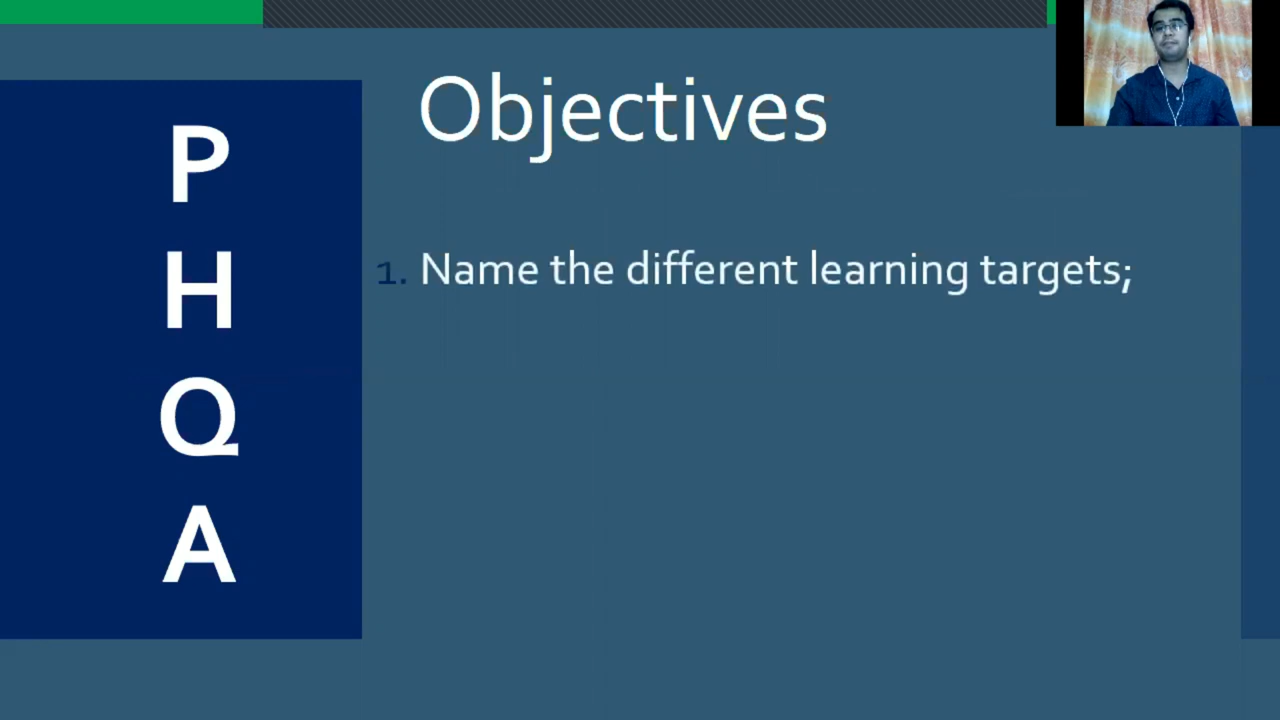 P
H
Q
A
Objectives
1. Name the different learning targets;